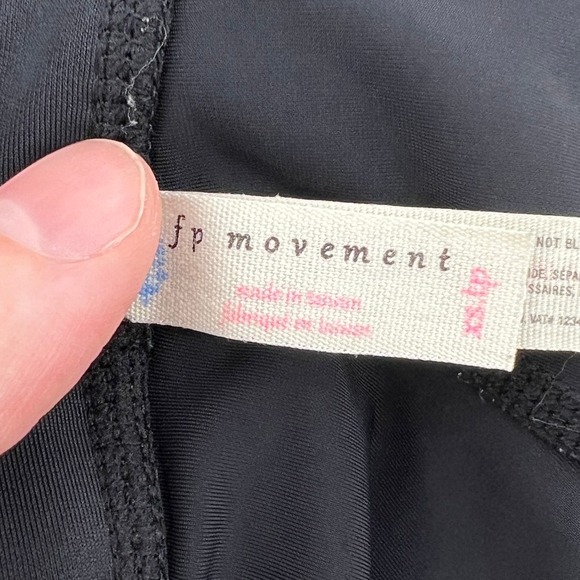 fp movement
made in taiwan
fabriqué en taiwan
xs.tp
NOT BL
IDE, SÉPA
SSAIRES,
VAT# 1234